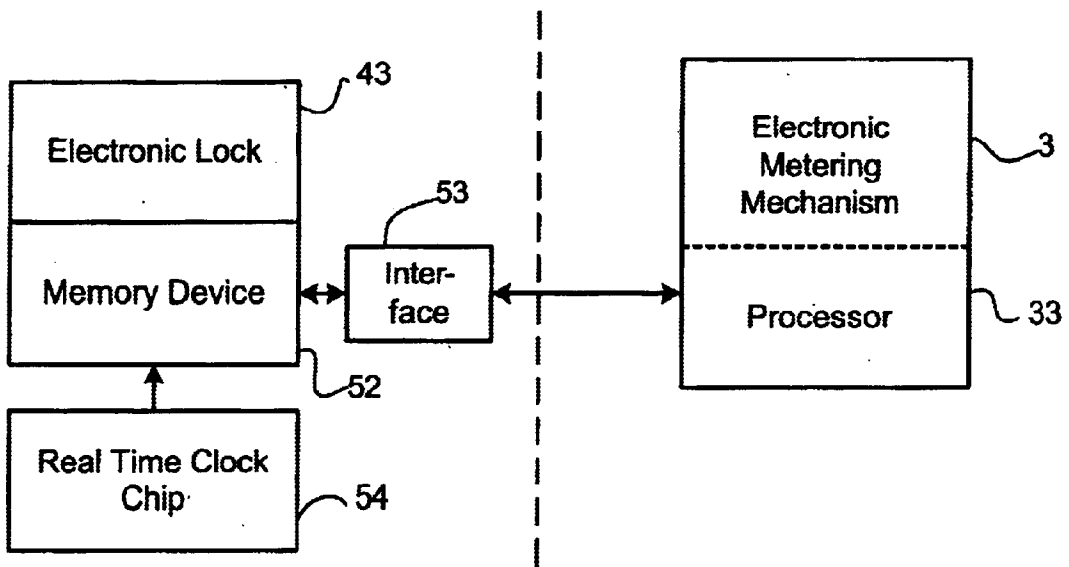 43
Electronic Lock
Memory Device
52
53
Inter-
face
Real Time Clock
Chip
54
Electronic
Metering
Mechanism
3
Processor
33